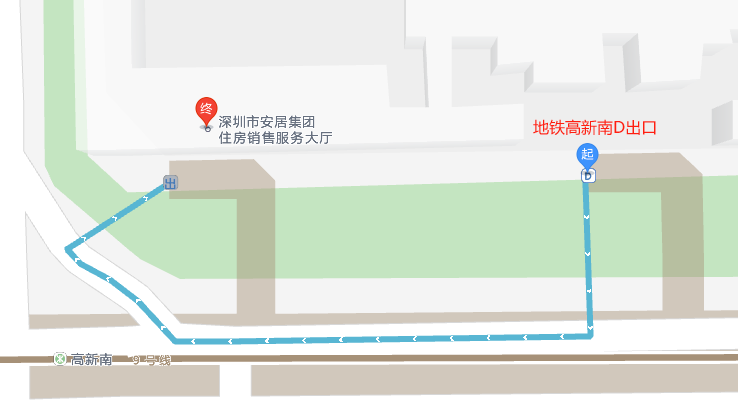 终
深圳市安居集团
住房销售服务大厅
地铁高新南D出口
起
出
D
高新南
9号线